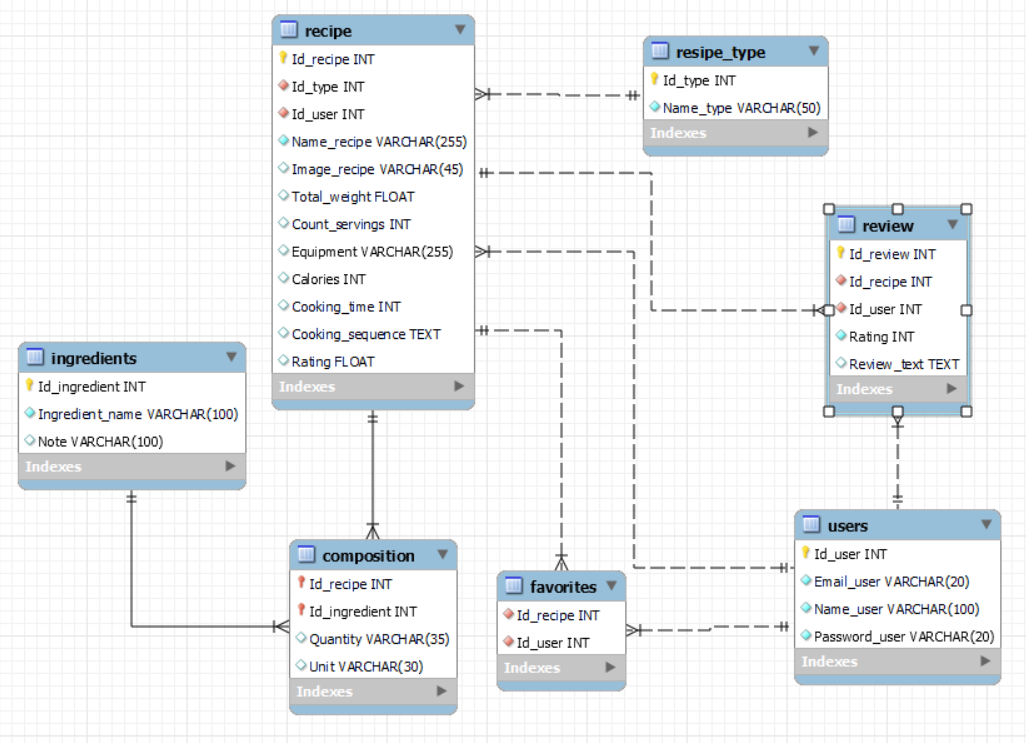 recipe
Id_recipe INT
Id_type INT
Id_user INT
Name_recipe VARCHAR(255)
Image_recipe VARCHAR(45)
Total_weight FLOAT
Count_servings INT
Equipment VARCHAR(255)
Calories INT
Cooking_time INT
Cooking_sequence TEXT
Rating FLOAT
Indexes
resipe_type
Id_type INT
Name_type VARCHAR(50)
Indexes
review
Id_review INT
Id_recipe INT
Id_user INT
Rating INT
Review_text TEXT
Indexes
ingredients
Id_ingredient INT
Ingredient_name VARCHAR(100)
Note VARCHAR(100)
Indexes
composition
Id_recipe INT
Id_ingredient INT
Quantity VARCHAR(35)
Unit VARCHAR(30)
Indexes
favorites
Id_recipe INT
Id_user INT
Indexes
users
Id_user INT
Email_user VARCHAR(20)
Name_user VARCHAR(100)
Password_user VARCHAR(20)
Indexes